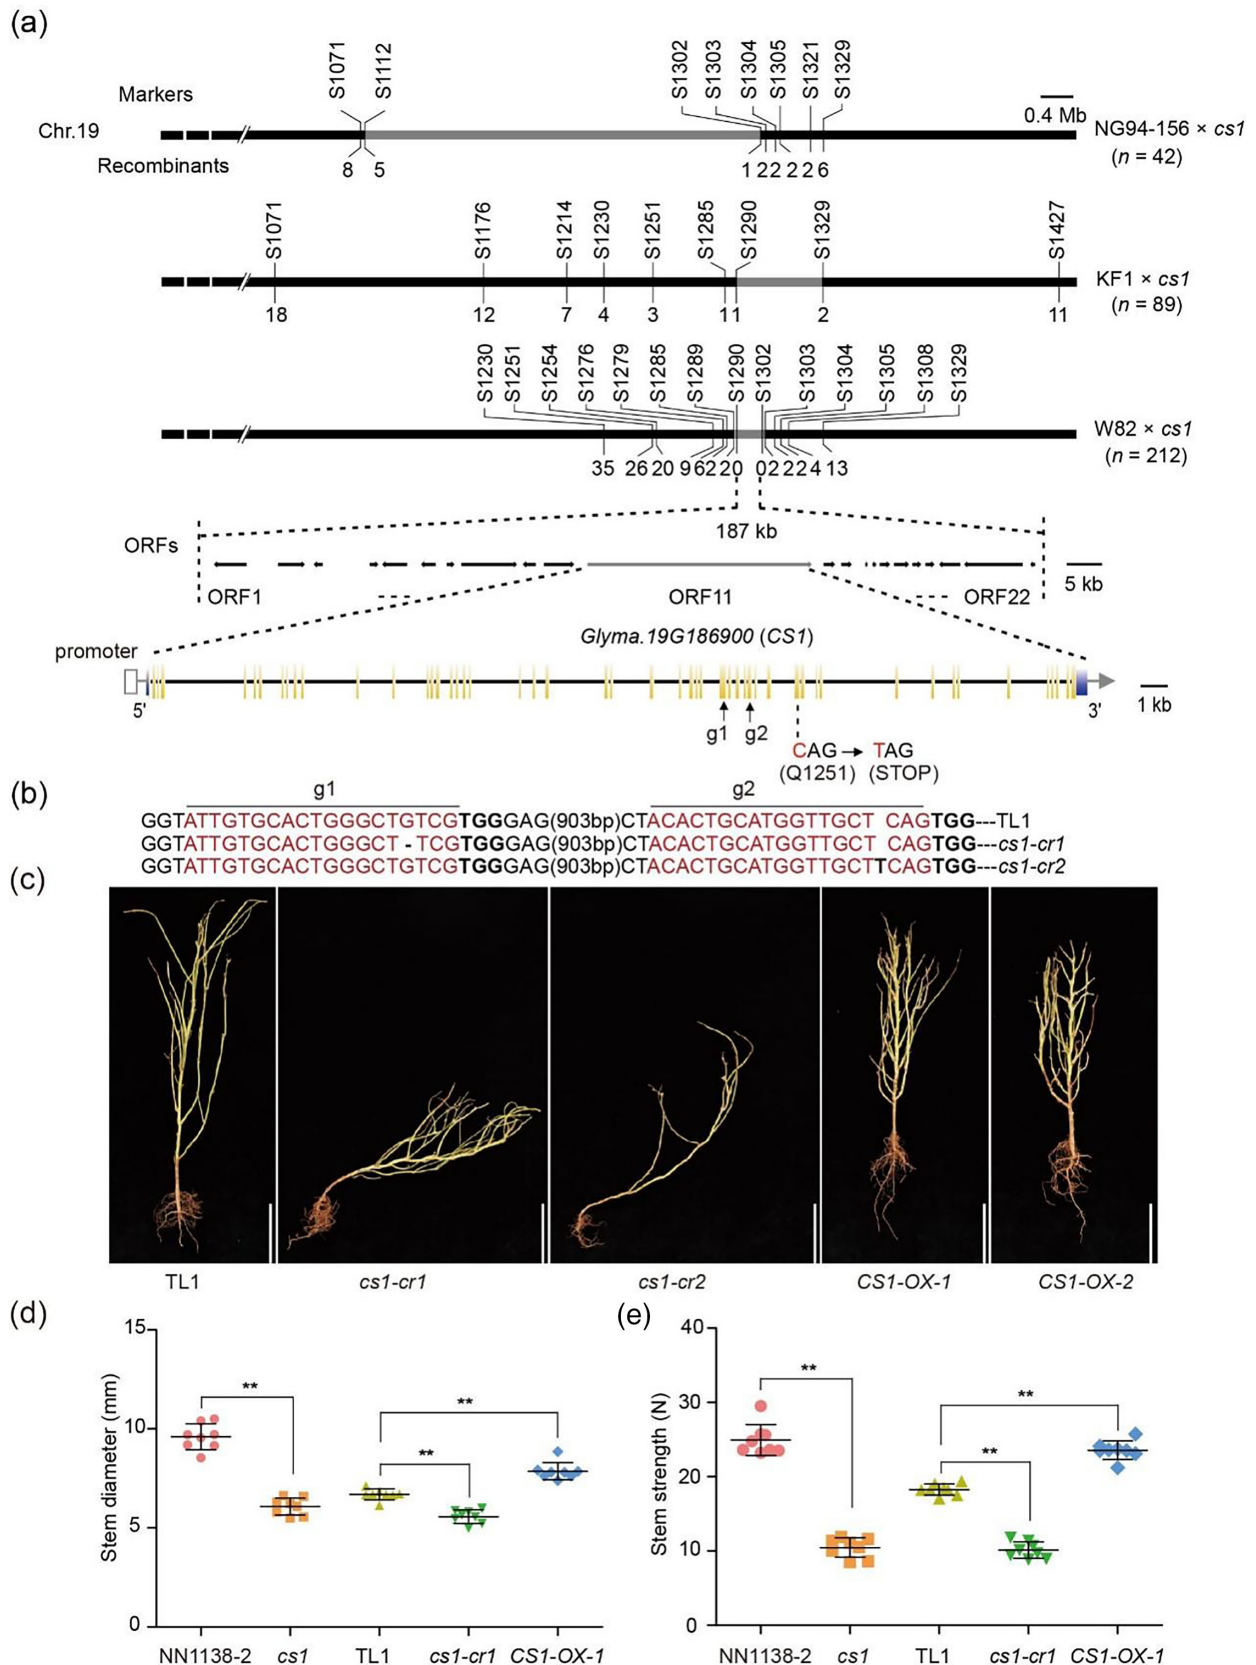 (a)
S1071 S1112 S1302 S1303 S1304 S1305 S1321 S1329
Markers
0.4 Mb
Chr.19
NG94-156 × cs1
(n = 42)
Recombinants
8 5 1 2 2 2 2 6
S1071 S1176 S1214 S1230 S1251 S1285 S1290 S1329 S1427
KF1 × cs1
(n = 89)
18 12 7 4 3 1 1 2 11
S1230 S1251 S1254 S1276 S1279 S1285 S1289 S1290 S1302 S1303 S1304 S1305 S1308 S1329
W82 × cs1
(n = 212)
35 26 20 9 6 2 2 0 0 2 2 2 4 13
187 kb
ORFs
5 kb
ORF1 ORF11 ORF22
Glyma.19G186900 (CS1)
promoter
5' 3' 1 kb
g1 g2
CAG TAG
(Q1251) (STOP)
(b)
g1 g2
GGTATTGTGCACTGGGCTGTCGTGGGAG(903bp)CTACACTGCATGGTTGCT CAGTGG---TL1
GGTATTGTGCACTGGGCT - TCGTGGGAG(903bp)CTACACTGCATGGTTGCT CAGTGG---cs1-cr1
GGTATTGTGCACTGGGCTGTCGTGGGAG(903bp)CTACACTGCATGGTTGCTTCAGTGG---cs1-cr2
(c)
TL1 cs1-cr1 cs1-cr2 CS1-OX-1 CS1-OX-2
(d)
Stem diameter (mm)
15
10
5
0
**
**
**
NN1138-2 cs1 TL1 cs1-cr1 CS1-OX-1
(e)
Stem strength (N)
40
30
20
10
0
**
**
**
NN1138-2 cs1 TL1 cs1-cr1 CS1-OX-1